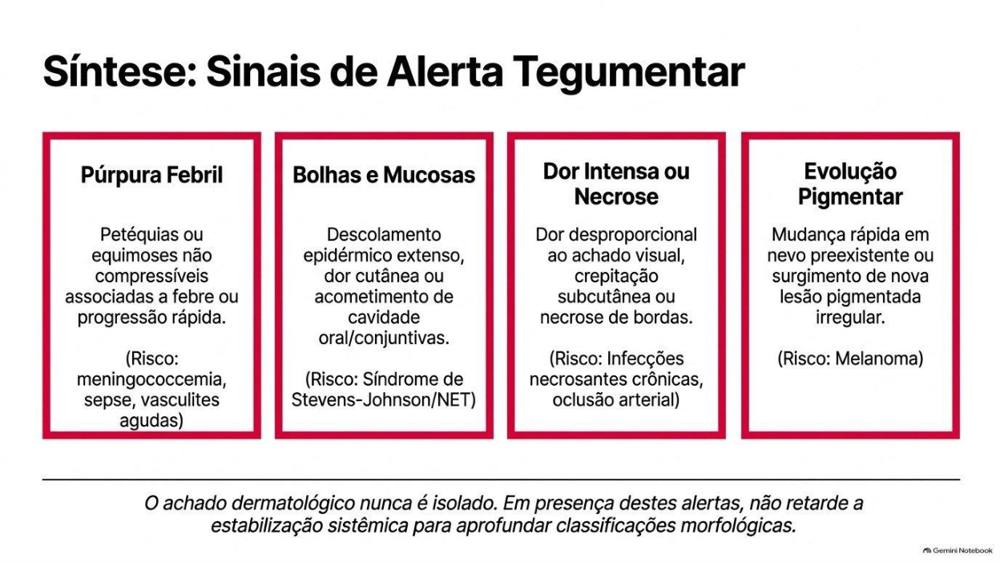 Síntese: Sinais de Alerta Tegumentar
Púrpura Febril
Petéquias ou
equimoses não
compressíveis
associadas a febre ou
progressão rápida.
(Risco:
meningococcemia,
sepse, vasculites
agudas)
Bolhas e Mucosas
Descolamento
epidérmico extenso,
dor cutânea ou
acometimento de
cavidade
oral/conjuntivas.
(Risco: Síndrome de
Stevens-Johnson/NET)
Dor Intensa ou
Necrose
Dor desproporcional
ao achado visual,
crepitação
subcutânea ou
necrose de bordas.
(Risco: Infecções
necrosantes crônicas,
oclusão arterial)
Evolução
Pigmentar
Mudança rápida em
nevo preexistente ou
surgimento de nova
lesão pigmentada
irregular.
(Risco: Melanoma)
O achado dermatológico nunca é isolado. Em presença destes alertas, não retarde a
estabilização sistêmica para aprofundar classificações morfológicas.
Gemini Notebook